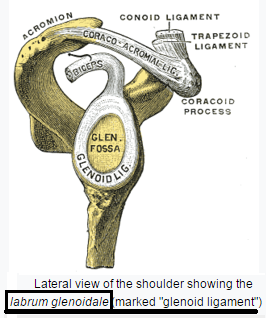 ACROMION
CONOID LIGAMENT
TRAPEZOID
LIGAMENT
CORACO-ACROMIAL-LIG.
BICEPS
CORACOID
PROCESS
GLEN.
FOSSA
GLENOID LIG.
Lateral view of the shoulder showing the
labrum glenoidale (marked "glenoid ligament")